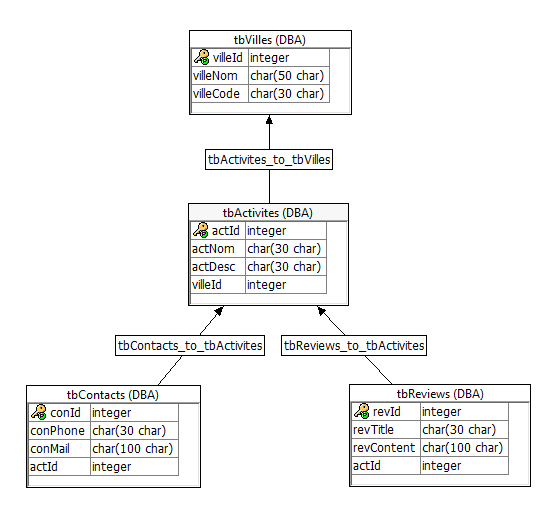 tbVilles (DBA)
villeId integer
villeNom char(50 char)
villeCode char(30 char)
tbActivites_to_tbVilles
tbActivites (DBA)
actId integer
actNom char(30 char)
actDesc char(30 char)
villeId integer
tbContacts_to_tbActivites
tbReviews_to_tbActivites
tbContacts (DBA)
conId integer
conPhone char(30 char)
conMail char(100 char)
actId integer
tbReviews (DBA)
revId integer
revTitle char(30 char)
revContent char(100 char)
actId integer